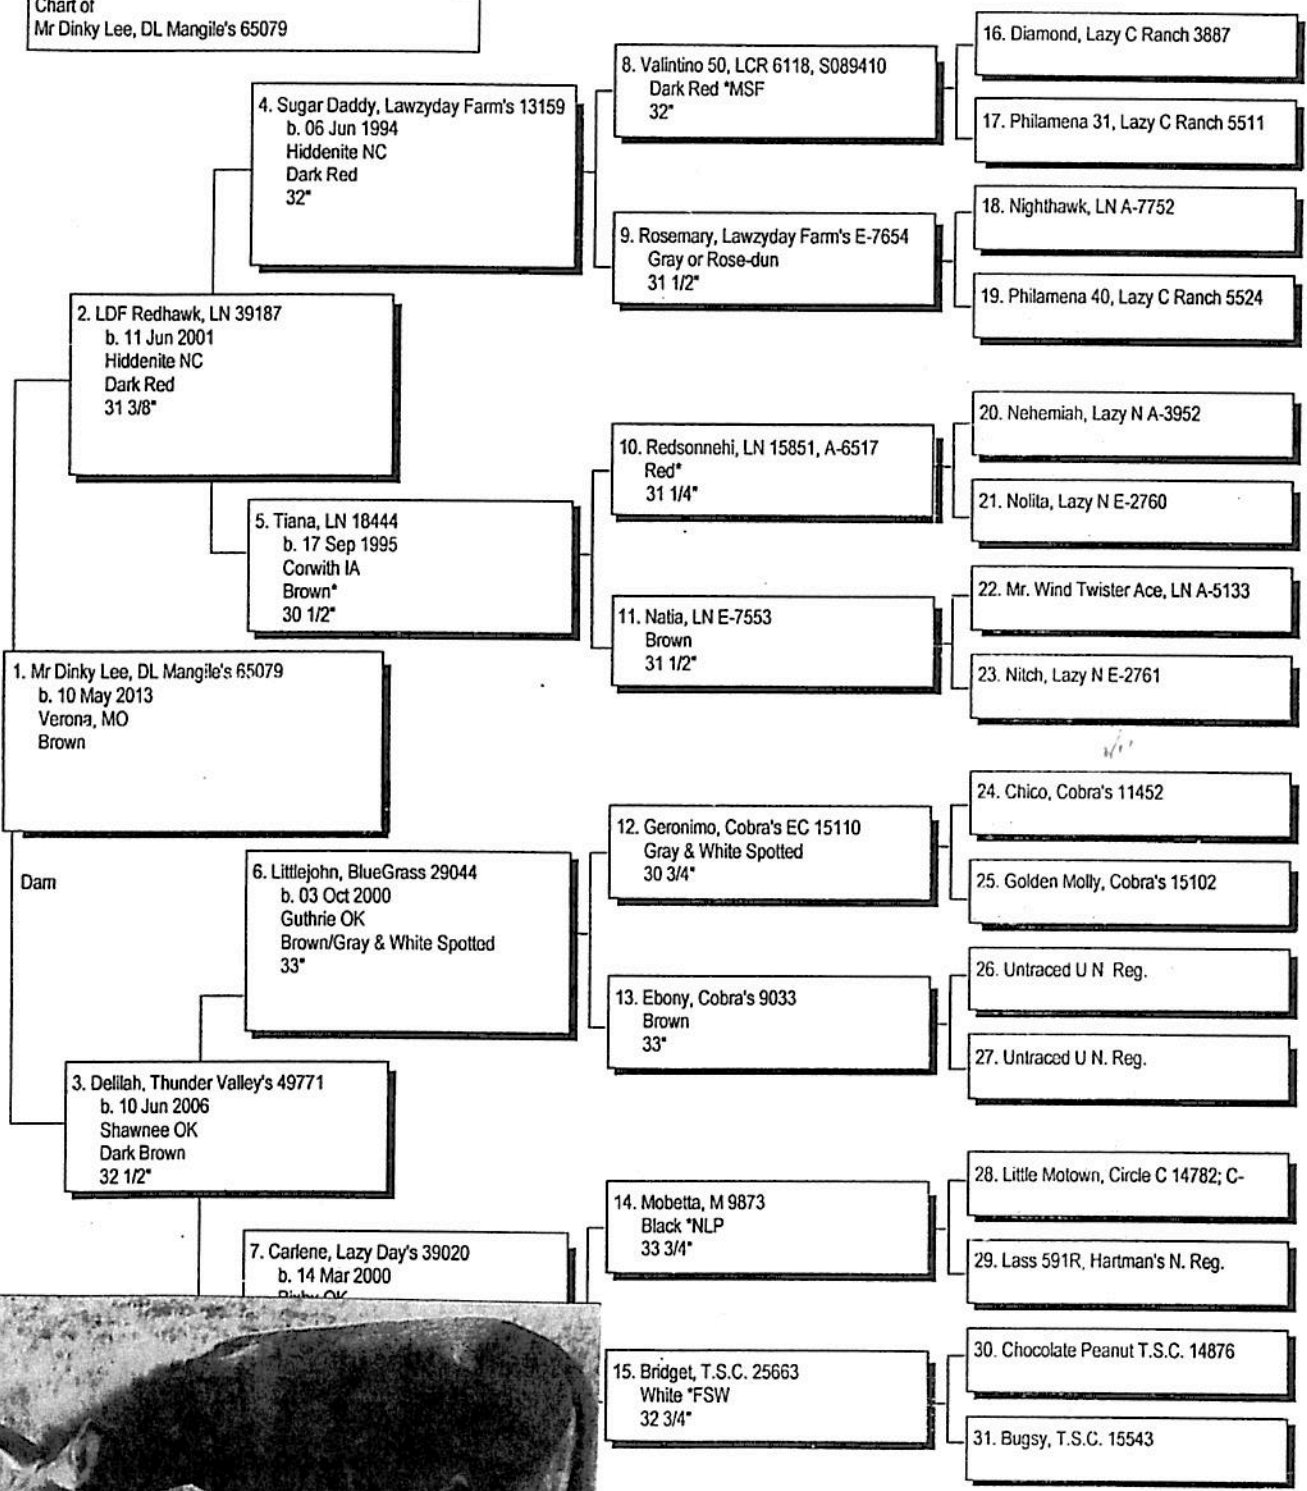 Chart of
Mr Dinky Lee, DL Mangile's 65079
1. Mr Dinky Lee, DL Mangile's 65079
b. 10 May 2013
Verona, MO
Brown
Dam
2. LDF Redhawk, LN 39187
b. 11 Jun 2001
Hiddenite NC
Dark Red
31 3/8"
3. Delilah, Thunder Valley's 49771
b. 10 Jun 2006
Shawnee OK
Dark Brown
32 1/2"
4. Sugar Daddy, Lawzyday Farm's 13159
b. 06 Jun 1994
Hiddenite NC
Dark Red
32"
5. Tiana, LN 18444
b. 17 Sep 1995
Corwith IA
Brown*
30 1/2"
6. Littlejohn, BlueGrass 29044
b. 03 Oct 2000
Guthrie OK
Brown/Gray & White Spotted
33"
7. Carlene, Lazy Day's 39020
b. 14 Mar 2000
Bixby OK
8. Valintino 50, LCR 6118, S089410
Dark Red *MSF
32"
9. Rosemary, Lawzyday Farm's E-7654
Gray or Rose-dun
31 1/2"
10. Redsonnehi, LN 15851, A-6517
Red*
31 1/4"
11. Natia, LN E-7553
Brown
31 1/2"
12. Geronimo, Cobra's EC 15110
Gray & White Spotted
30 3/4"
13. Ebony, Cobra's 9033
Brown
33"
14. Mobetta, M 9873
Black *NLP
33 3/4"
15. Bridget, T.S.C. 25663
White *FSW
32 3/4"
16. Diamond, Lazy C Ranch 3887
17. Philamena 31, Lazy C Ranch 5511
18. Nighthawk, LN A-7752
19. Philamena 40, Lazy C Ranch 5524
20. Nehemiah, Lazy N A-3952
21. Nolita, Lazy N E-2760
22. Mr. Wind Twister Ace, LN A-5133
23. Nitch, Lazy N E-2761
24. Chico, Cobra's 11452
25. Golden Molly, Cobra's 15102
26. Untraced U N Reg.
27. Untraced U N. Reg.
28. Little Motown, Circle C 14782; C-
29. Lass 591R, Hartman's N. Reg.
30. Chocolate Peanut T.S.C. 14876
31. Bugsy, T.S.C. 15543